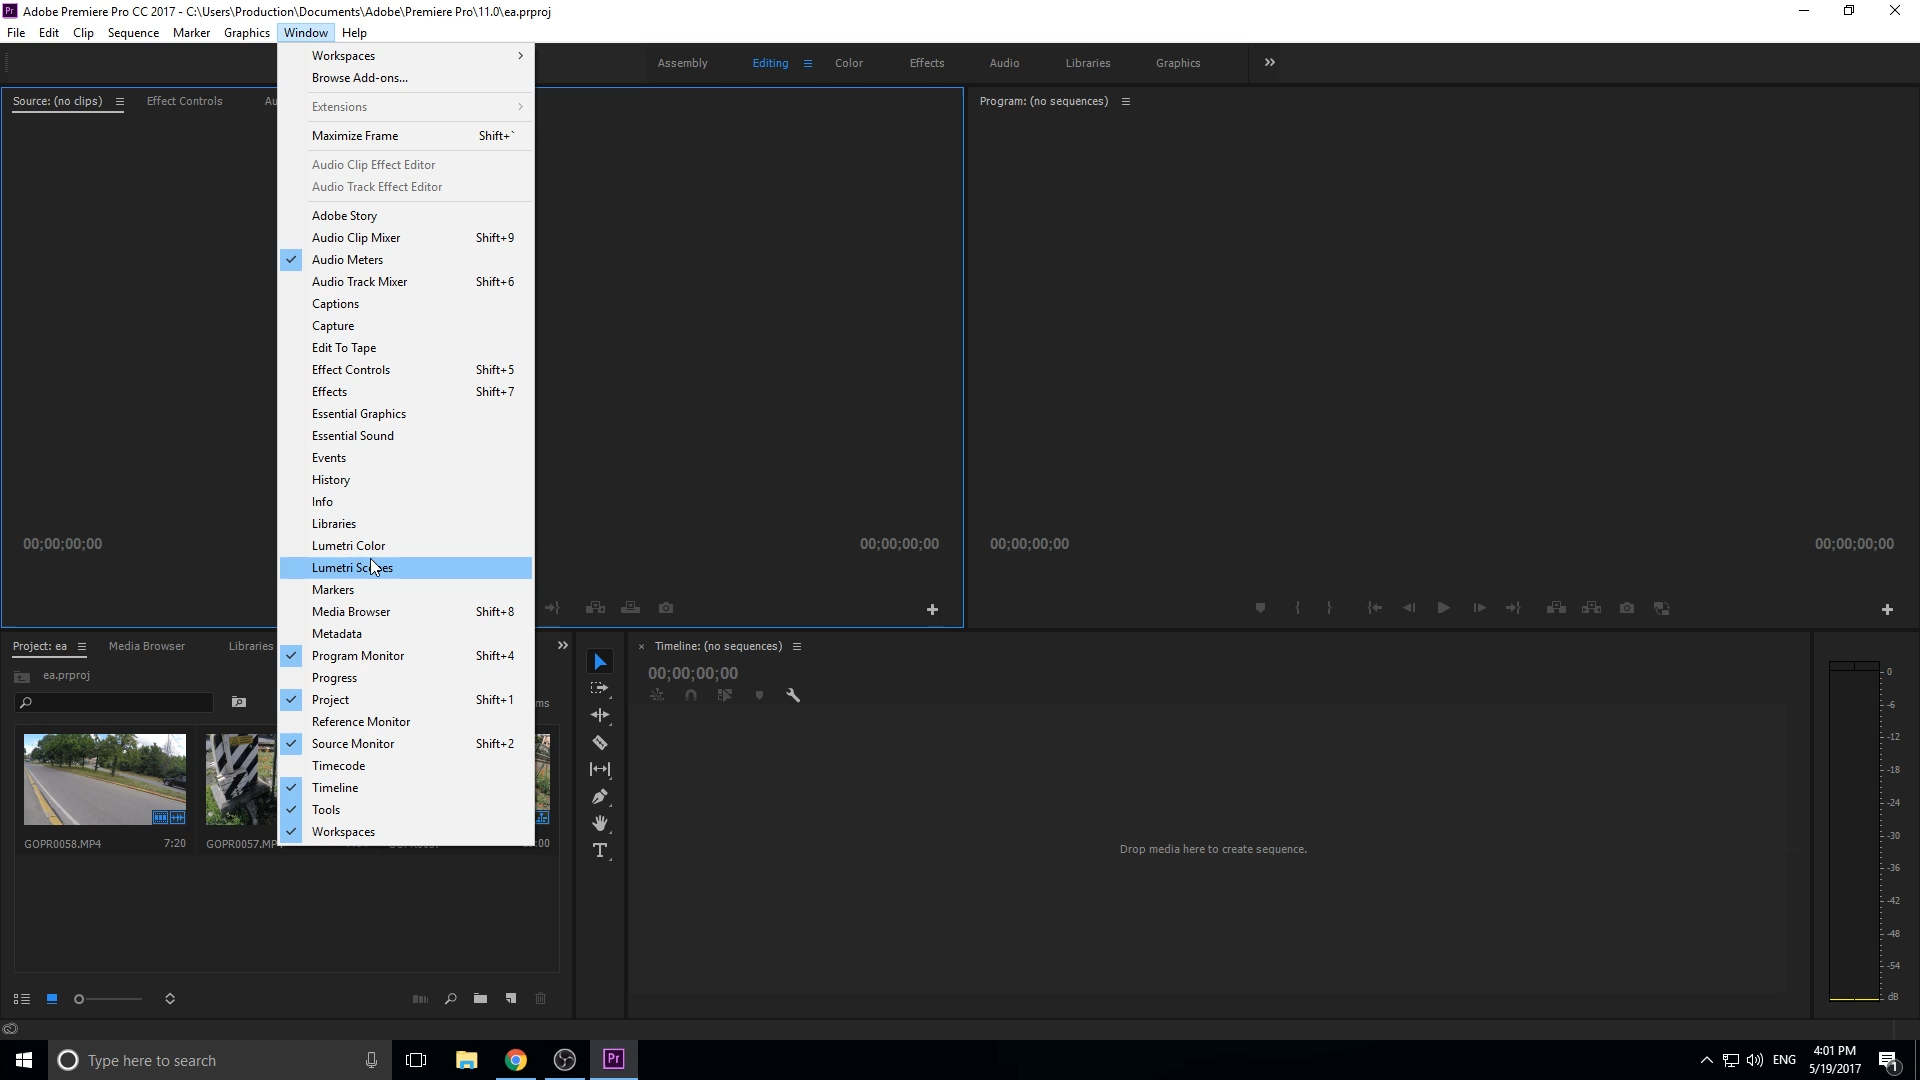 Adobe Premiere Pro CC 2017 - C:\Users\Production\Documents\Adobe\Premiere Pro\11.0\ea.prproj
File Edit Clip Sequence Marker Graphics Window Help
Assembly Editing Color Effects Audio Libraries Graphics
Workspaces
Browse Add-ons...
Extensions
Maximize Frame Shift+`
Audio Clip Effect Editor
Audio Track Effect Editor
Adobe Story
Audio Clip Mixer Shift+9
Audio Meters
Audio Track Mixer Shift+6
Captions
Capture
Edit To Tape
Effect Controls Shift+5
Effects Shift+7
Essential Graphics
Essential Sound
Events
History
Info
Libraries
Lumetri Color
Lumetri Scopes
Markers
Media Browser Shift+8
Metadata
Program Monitor Shift+4
Progress
Project Shift+1
Reference Monitor
Source Monitor Shift+2
Timecode
Timeline
Tools
Workspaces
Source: (no clips) Effect Controls Au
00;00;00;00 00;00;00;00
Program: (no sequences)
00;00;00;00 00;00;00;00
Project: ea Media Browser Libraries
ea.prproj
ms
GOPR0058.MP4 7:20 GOPR0057.MP
:00
Timeline: (no sequences)
00;00;00;00
Drop media here to create sequence.
0
-6
-12
-18
-24
-30
-36
-42
-48
-54
dB
Type here to search
ENG
4:01 PM
5/19/2017
1